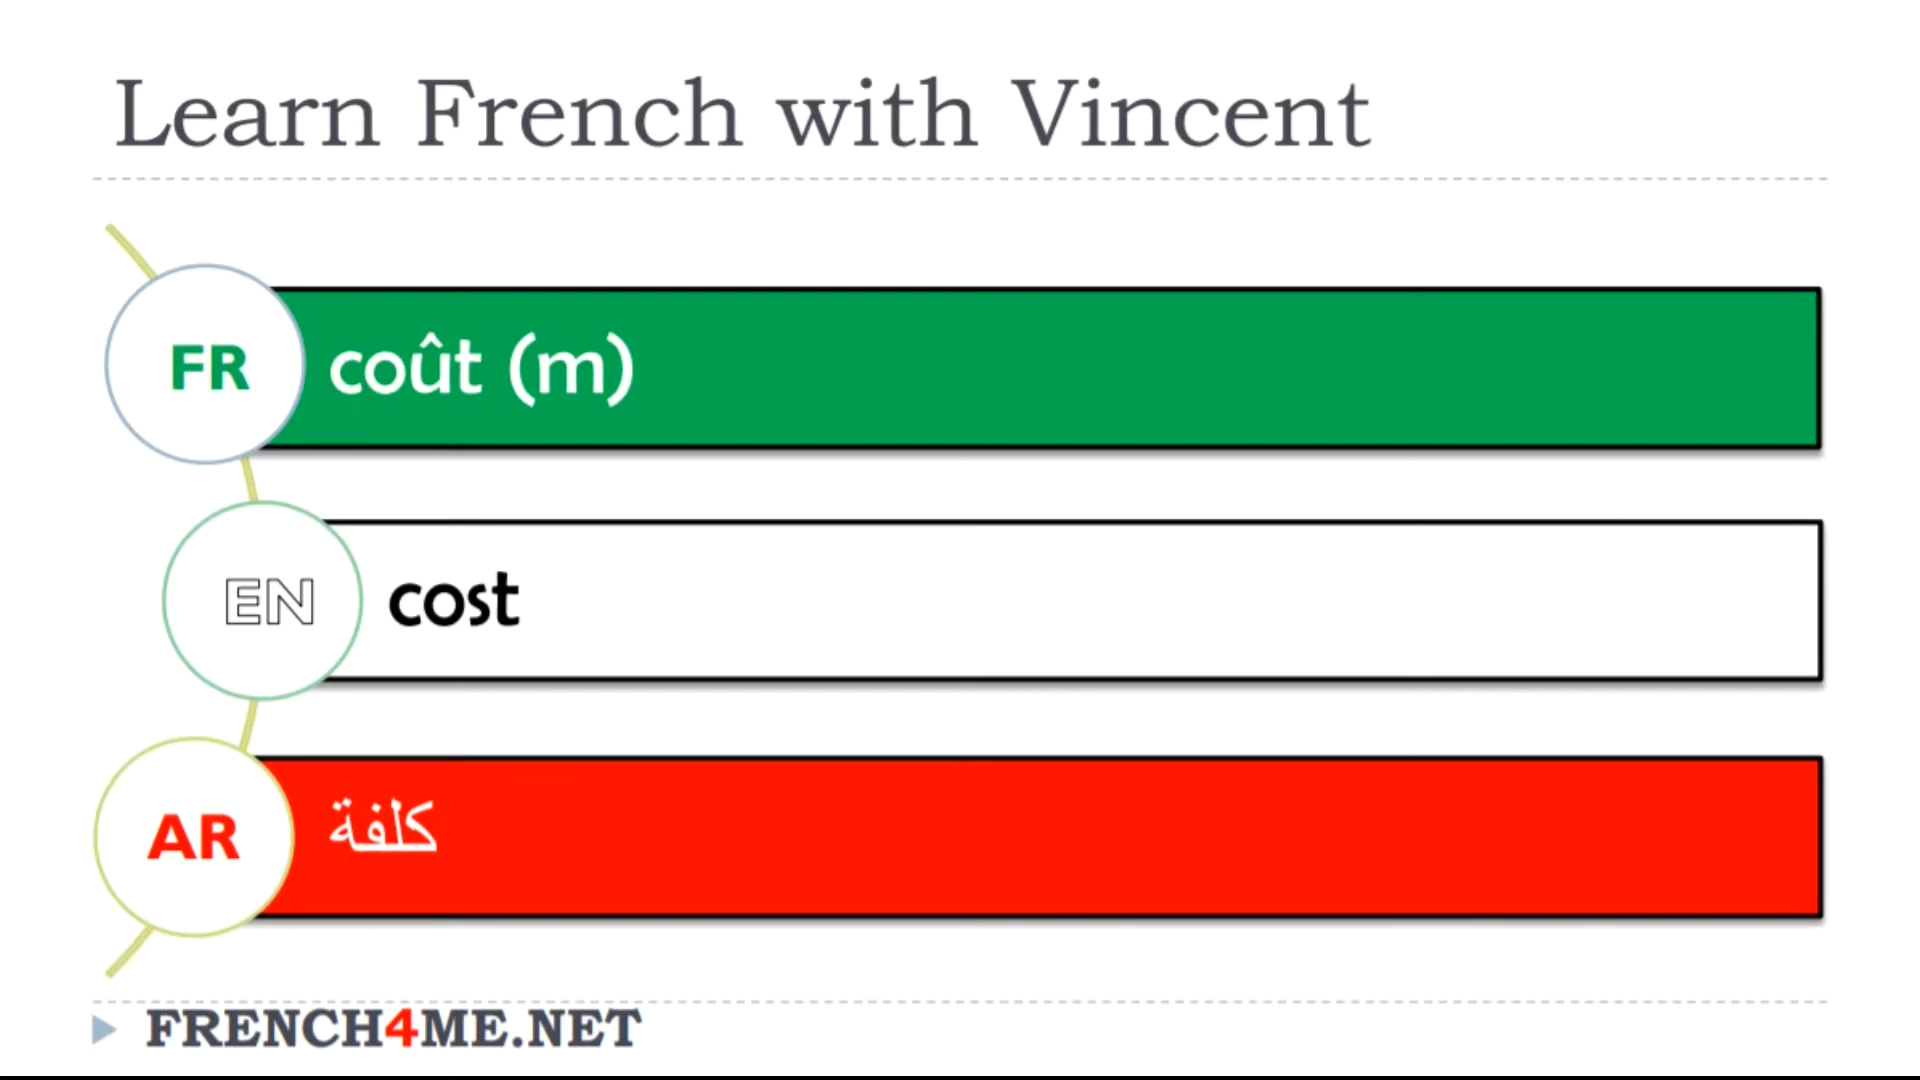 Learn French with Vincent
FR coût (m)
EN cost
AR كلفة
FRENCH4ME.NET